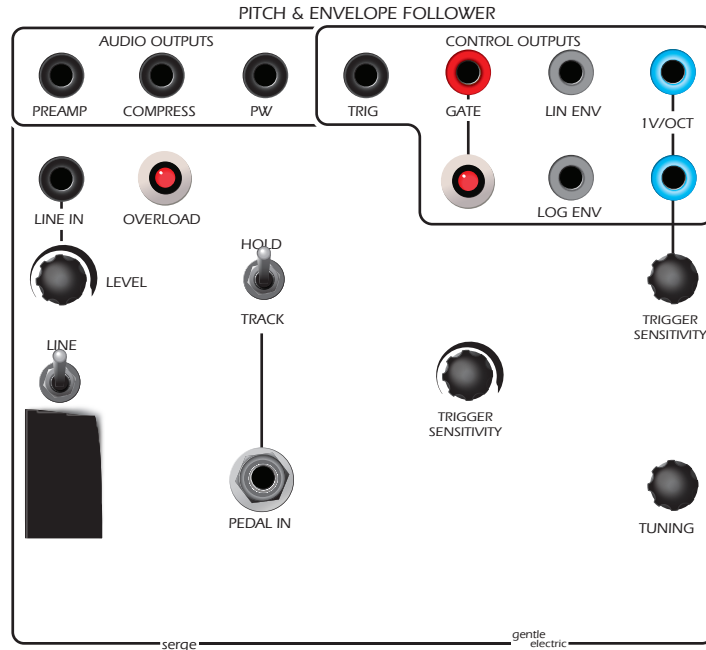 PITCH & ENVELOPE FOLLOWER
AUDIO OUTPUTS
CONTROL OUTPUTS
PREAMP
COMPRESS
PW
TRIG
GATE
LIN ENV
1V/OCT
LINE IN
OVERLOAD
LOG ENV
HOLD
LEVEL
TRACK
TRIGGER
SENSITIVITY
LINE
TRIGGER
SENSITIVITY
PEDAL IN
TUNING
serge
gentle
electric